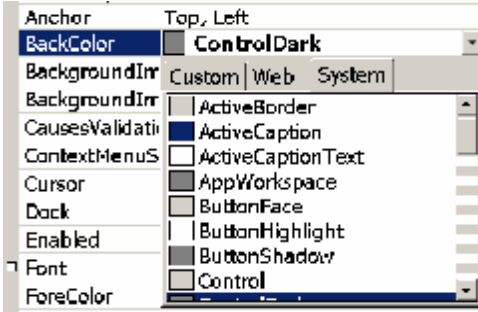 Anchor Top, Left
BackColor ControlDark
BackgroundIm
Custom Web System
BackgroundIm
ActiveBorder
CausesValidati
ActiveCaption
ContextMenuS
ActiveCaptionText
Cursor
AppWorkspace
Dock
ButtonFace
Enabled
ButtonHighlight
Font
ButtonShadow
ForeColor
Control